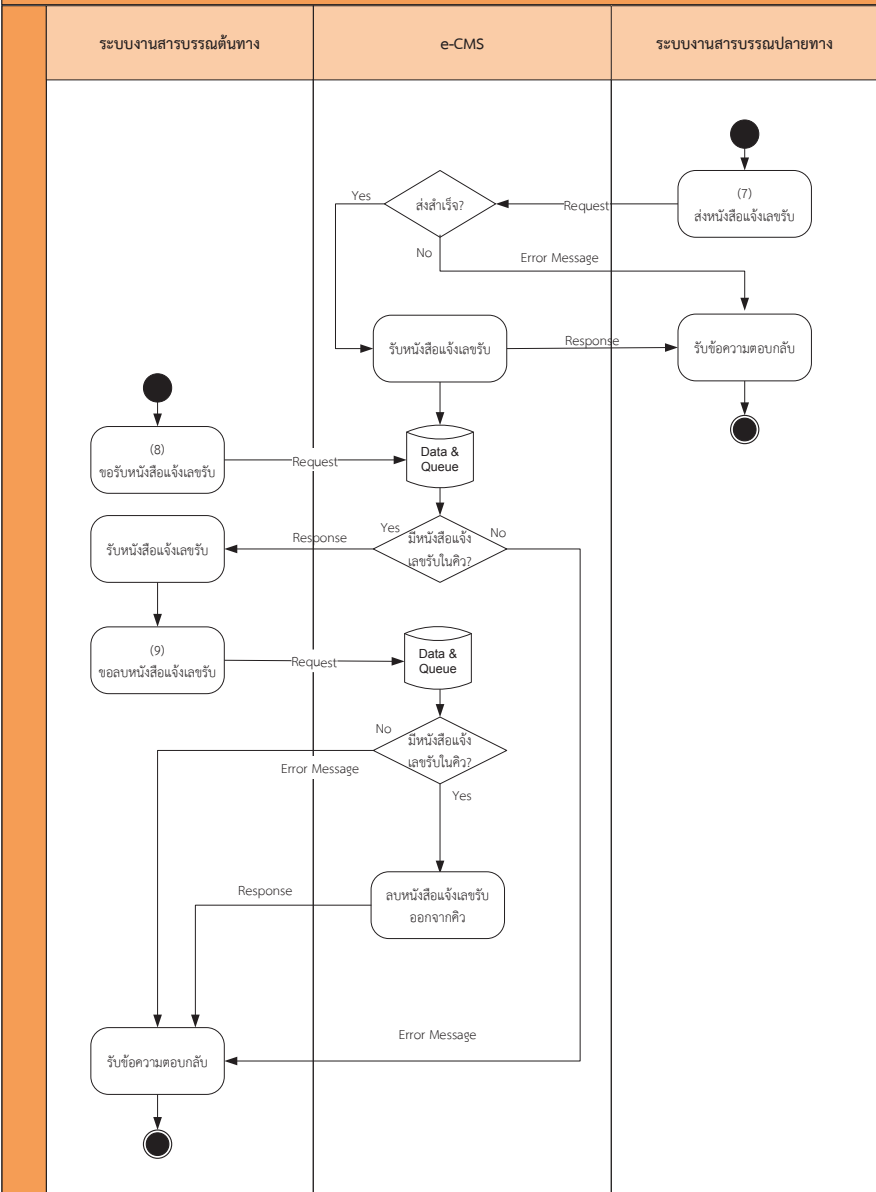 ระบบงานสารบรรณต้นทาง
e-CMS
ระบบงานสารบรรณปลายทาง
(7)
ส่งหนังสือแจ้งเลขรับ
Request
ส่งสำเร็จ?
Yes
No
Error Message
รับหนังสือแจ้งเลขรับ
Response
รับข้อความตอบกลับ
(8)
ขอรับหนังสือแจ้งเลขรับ
Request
Data &
Queue
มีหนังสือแจ้ง
เลขรับในคิว?
Yes
No
Response
รับหนังสือแจ้งเลขรับ
(9)
ขอลบหนังสือแจ้งเลขรับ
Request
Data &
Queue
No
มีหนังสือแจ้ง
เลขรับในคิว?
Error Message
Yes
ลบหนังสือแจ้งเลขรับ
ออกจากคิว
Response
Error Message
รับข้อความตอบกลับ